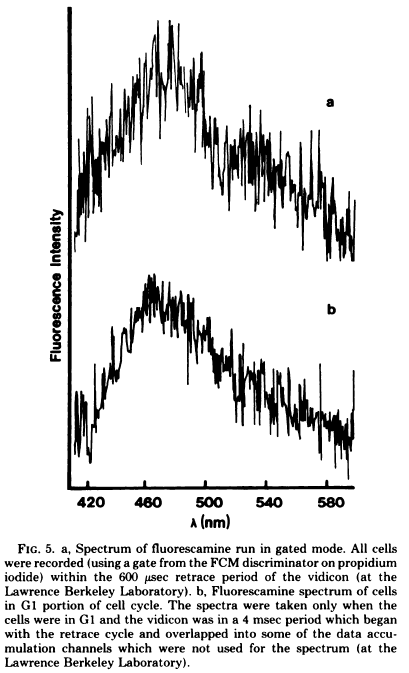 a
Fluorescence Intensity
b
420 460 500 540 580
λ (nm)
FIG. 5. a, Spectrum of fluorescamine run in gated mode. All cells
were recorded (using a gate from the FCM discriminator on propidium
iodide) within the 600 μsec retrace period of the vidicon (at the
Lawrence Berkeley Laboratory). b, Fluorescamine spectrum of cells
in G1 portion of cell cycle. The spectra were taken only when the
cells were in G1 and the vidicon was in a 4 msec period which began
with the retrace cycle and overlapped into some of the data accu-
mulation channels which were not used for the spectrum (at the
Lawrence Berkeley Laboratory).